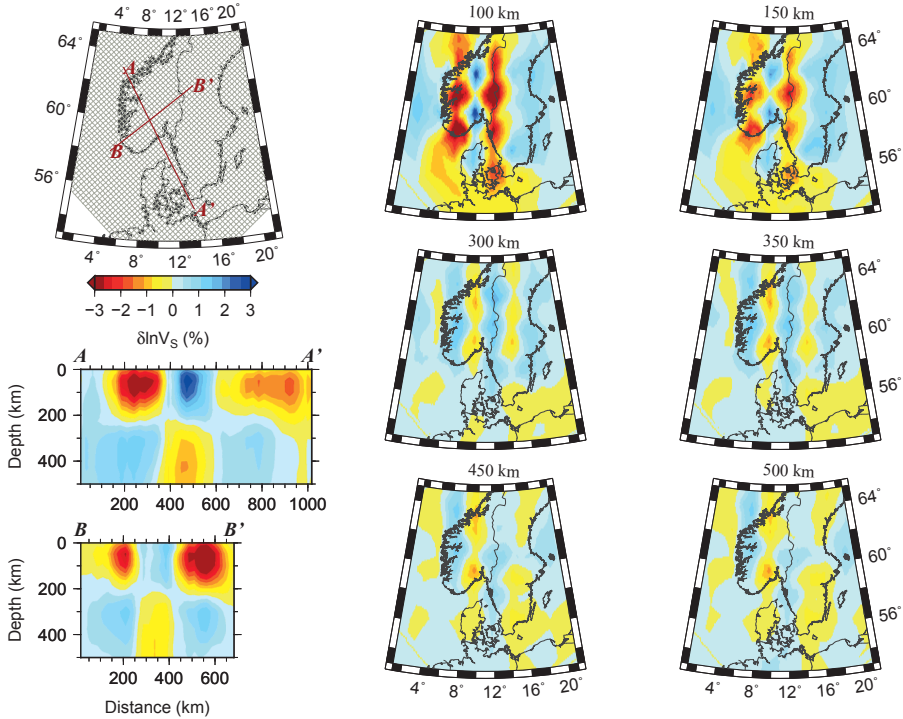 4° 8° 12° 16° 20°
64°
60°
56°
A
B'
B
A'
4° 8° 12° 16° 20°
−3 −2 −1 0 1 2 3
δlnVS (%)
A A'
Depth (km)
0
200
400
0 200 400 600 800 1000
B B'
Depth (km)
0
200
400
200 400 600
Distance (km)
100 km
150 km
64°
60°
56°
300 km
350 km
64°
60°
56°
450 km
500 km
64°
60°
56°
4° 8° 12° 16° 20°
4° 8° 12° 16° 20°